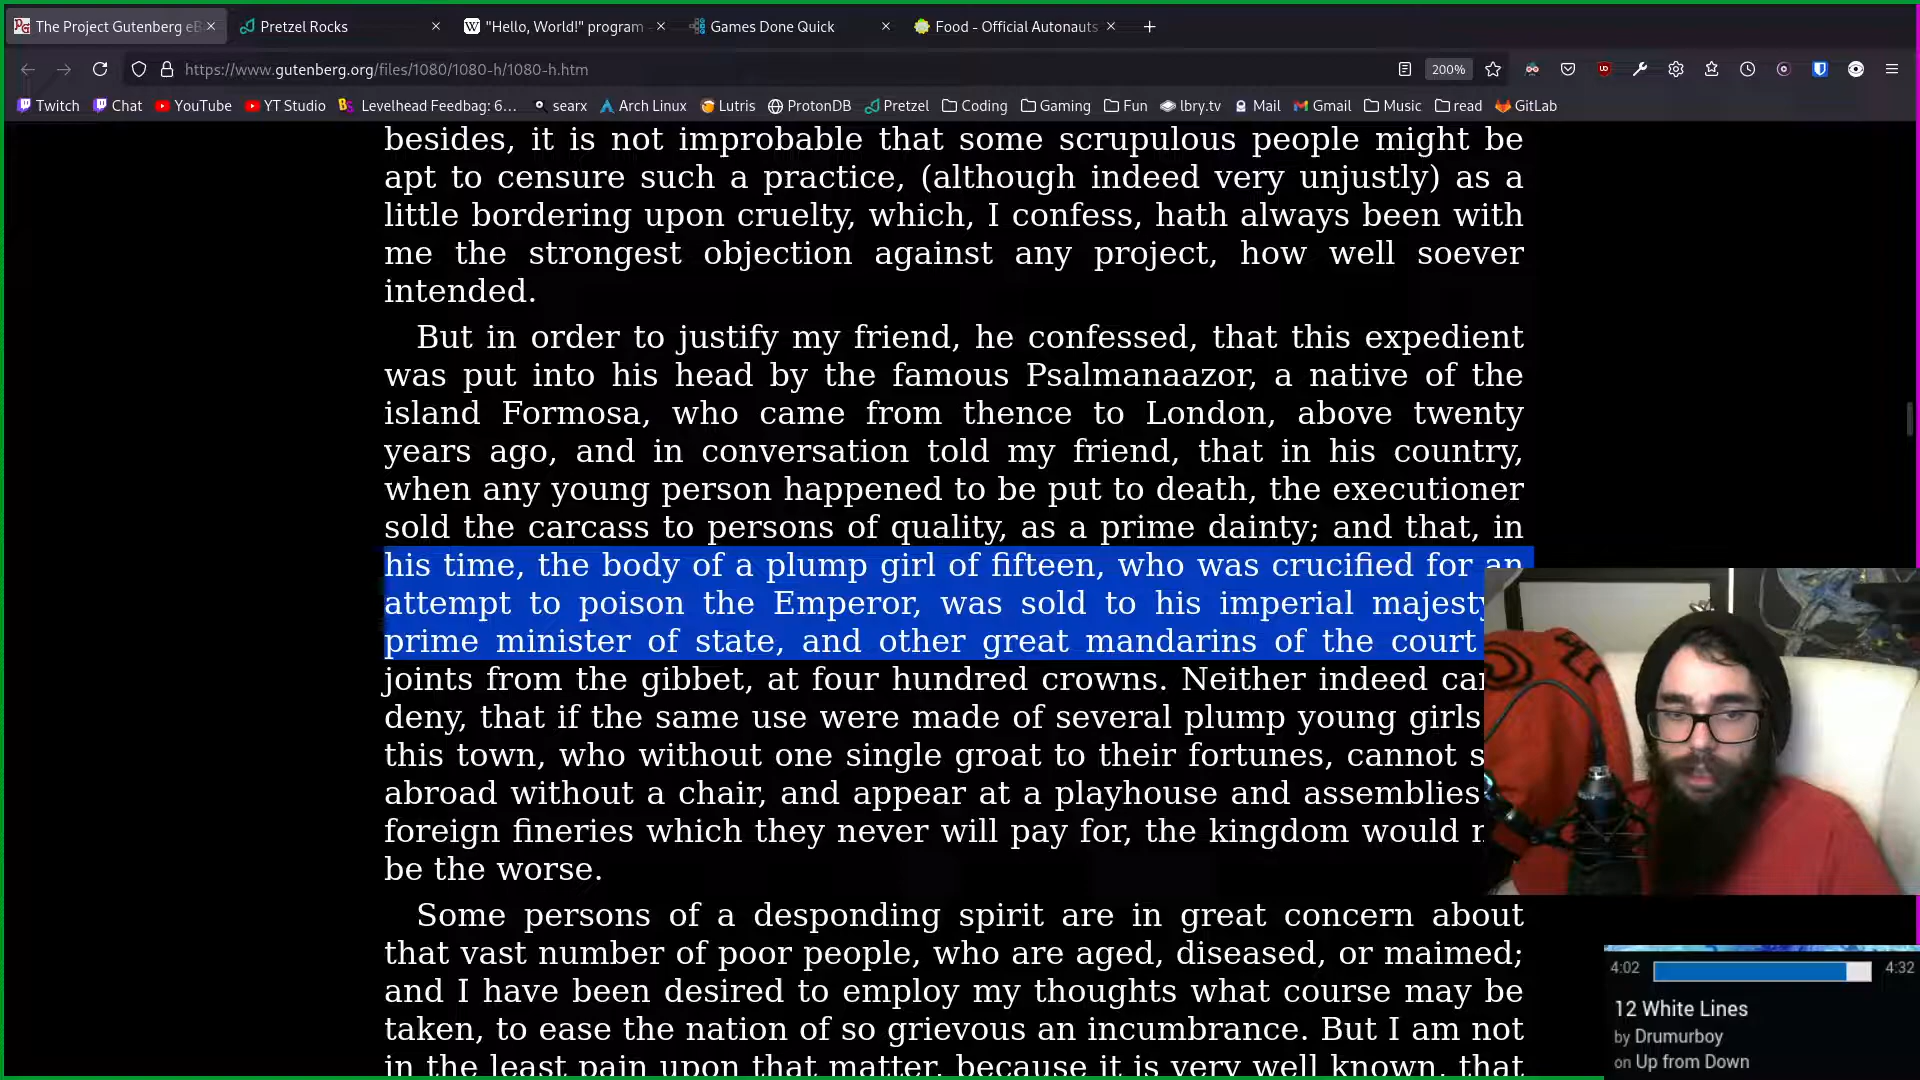 The Project Gutenberg eB
Pretzel Rocks
"Hello, World!" program -
Games Done Quick
Food - Official Autonauts
https://www.gutenberg.org/files/1080/1080-h/1080-h.htm
200%
Twitch
Chat
YouTube
YT Studio
Levelhead Feedbag: 6…
searx
Arch Linux
Lutris
ProtonDB
Pretzel
Coding
Gaming
Fun
lbry.tv
Mail
Gmail
Music
read
GitLab
besides, it is not improbable that some scrupulous people might be
apt to censure such a practice, (although indeed very unjustly) as a
little bordering upon cruelty, which, I confess, hath always been with
me the strongest objection against any project, how well soever
intended.
But in order to justify my friend, he confessed, that this expedient
was put into his head by the famous Psalmanaazor, a native of the
island Formosa, who came from thence to London, above twenty
years ago, and in conversation told my friend, that in his country,
when any young person happened to be put to death, the executioner
sold the carcass to persons of quality, as a prime dainty; and that, in
his time, the body of a plump girl of fifteen, who was crucified for an
attempt to poison the Emperor, was sold to his imperial majesty
prime minister of state, and other great mandarins of the court
joints from the gibbet, at four hundred crowns. Neither indeed can
deny, that if the same use were made of several plump young girls
this town, who without one single groat to their fortunes, cannot s
abroad without a chair, and appear at a playhouse and assemblies
foreign fineries which they never will pay for, the kingdom would
be the worse.
Some persons of a desponding spirit are in great concern about
that vast number of poor people, who are aged, diseased, or maimed;
and I have been desired to employ my thoughts what course may be
taken, to ease the nation of so grievous an incumbrance. But I am not
in the least pain upon that matter, because it is very well known, that
4:02
4:32
12 White Lines
by Drumurboy
on Up from Down